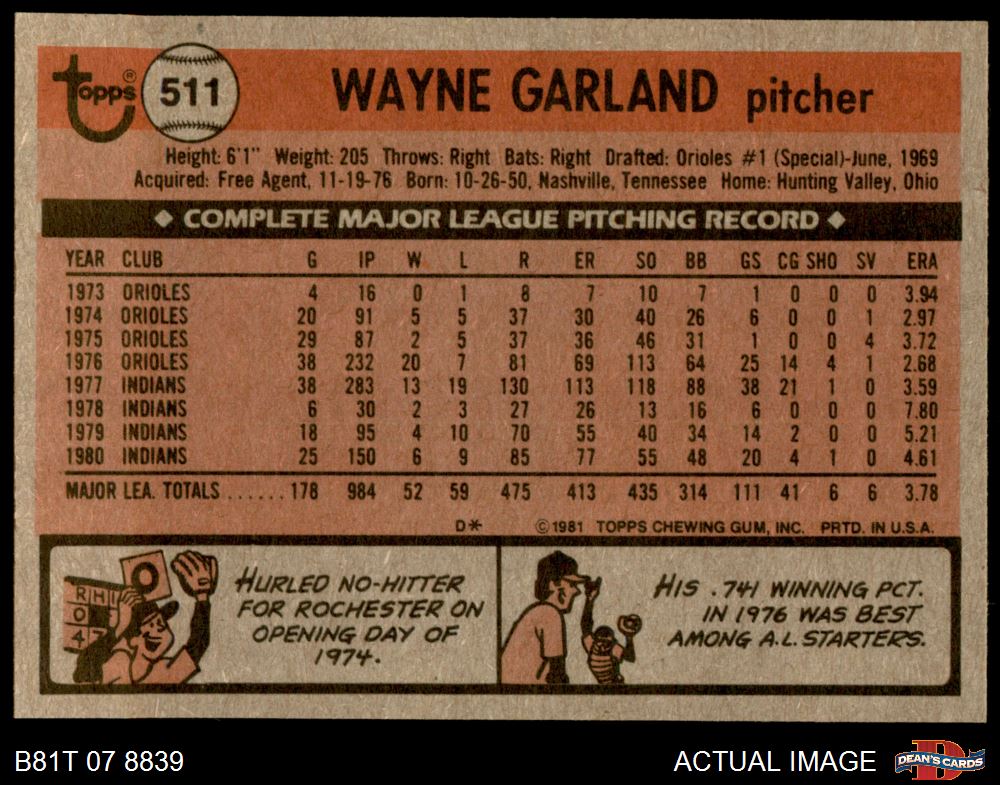 Topps®
511
WAYNE GARLAND pitcher
Height: 6'1" Weight: 205 Throws: Right Bats: Right Drafted: Orioles #1 (Special)-June, 1969
Acquired: Free Agent, 11-19-76 Born: 10-26-50, Nashville, Tennessee Home: Hunting Valley, Ohio
◆ COMPLETE MAJOR LEAGUE PITCHING RECORD ◆
YEAR CLUB G IP W L R ER SO BB GS CG SHO SV ERA
1973 ORIOLES 4 16 0 1 8 7 10 7 1 0 0 0 3.94
1974 ORIOLES 20 91 5 5 37 30 40 26 6 0 0 1 2.97
1975 ORIOLES 29 87 2 5 37 36 46 31 1 0 0 4 3.72
1976 ORIOLES 38 232 20 7 81 69 113 64 25 14 4 1 2.68
1977 INDIANS 38 283 13 19 130 113 118 88 38 21 1 0 3.59
1978 INDIANS 6 30 2 3 27 26 13 16 6 0 0 0 7.80
1979 INDIANS 18 95 4 10 70 55 40 34 14 2 0 0 5.21
1980 INDIANS 25 150 6 9 85 77 55 48 20 4 1 0 4.61
MAJOR LEA. TOTALS ...... 178 984 52 59 475 413 435 314 111 41 6 6 3.78
D* ©1981 TOPPS CHEWING GUM, INC. PRTD. IN U.S.A.
RHI
0
0
47
HURLED NO-HITTER
FOR ROCHESTER ON
OPENING DAY OF
1974.
HIS .741 WINNING PCT.
IN 1976 WAS BEST
AMONG A.L. STARTERS.
B81T 07 8839
ACTUAL IMAGE
DEAN'S CARDS